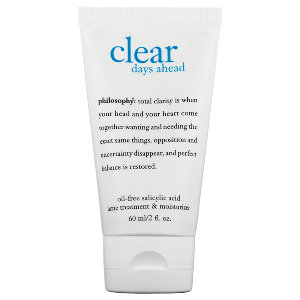 clear
days ahead
philosophy: total clarity is when
your head and your heart come
together wanting and needing the
exact same things. opposition and
uncertainty disappear, and perfect
balance is restored.
oil-free salicylic acid
acne treatment & moisturizer
60 ml/2 fl. oz.